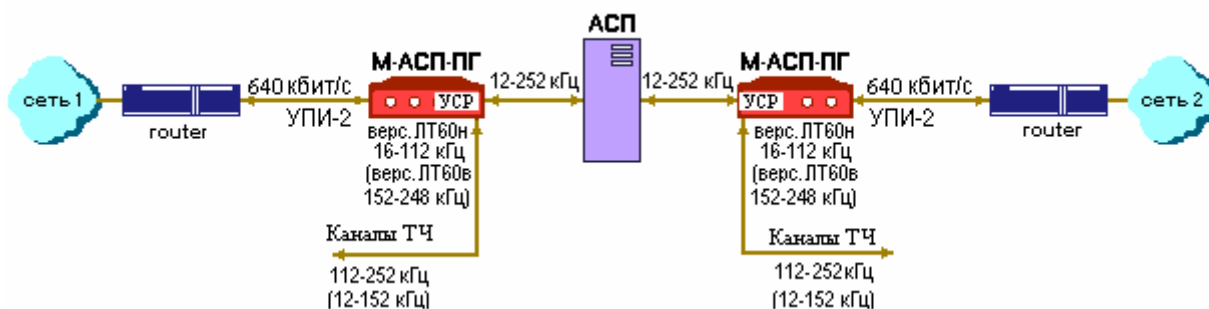 АСП
М-АСП-ПГ
М-АСП-ПГ
сеть 1
640 кбит/с
УСР
12-252 кГц
12-252 кГц
УСР
640 кбит/с
сеть 2
router
УПИ-2
УПИ-2
router
верс.ЛТ60н
16-112 кГц
(верс.ЛТ60в
152-248 кГц)
верс.ЛТ60н
16-112 кГц
(верс.ЛТ60в
152-248 кГц)
Каналы ТЧ
112-252 кГц
(12-152 кГц)
Каналы ТЧ
112-252кГц
(12-152 кГц)